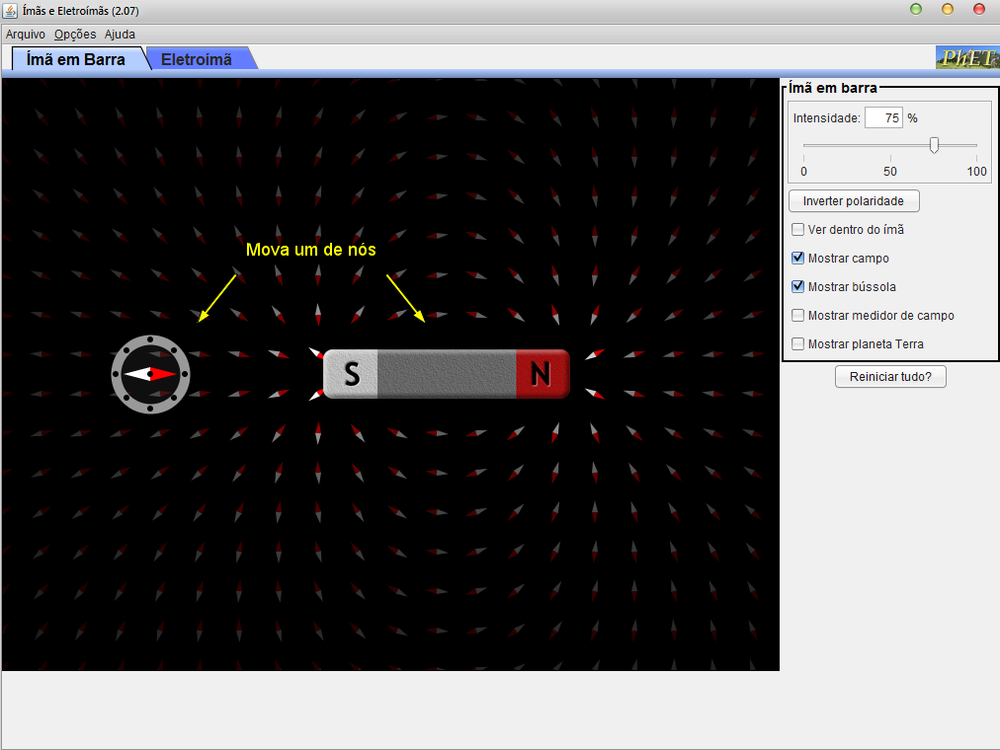 Ímãs e Eletroímãs (2.07)
Arquivo Opções Ajuda
Ímã em Barra Eletroímã
PhET
Ímã em barra
Intensidade: 75 %
0 50 100
Inverter polaridade
Ver dentro do ímã
Mostrar campo
Mostrar bússola
Mostrar medidor de campo
Mostrar planeta Terra
Reiniciar tudo?
Mova um de nós
S N